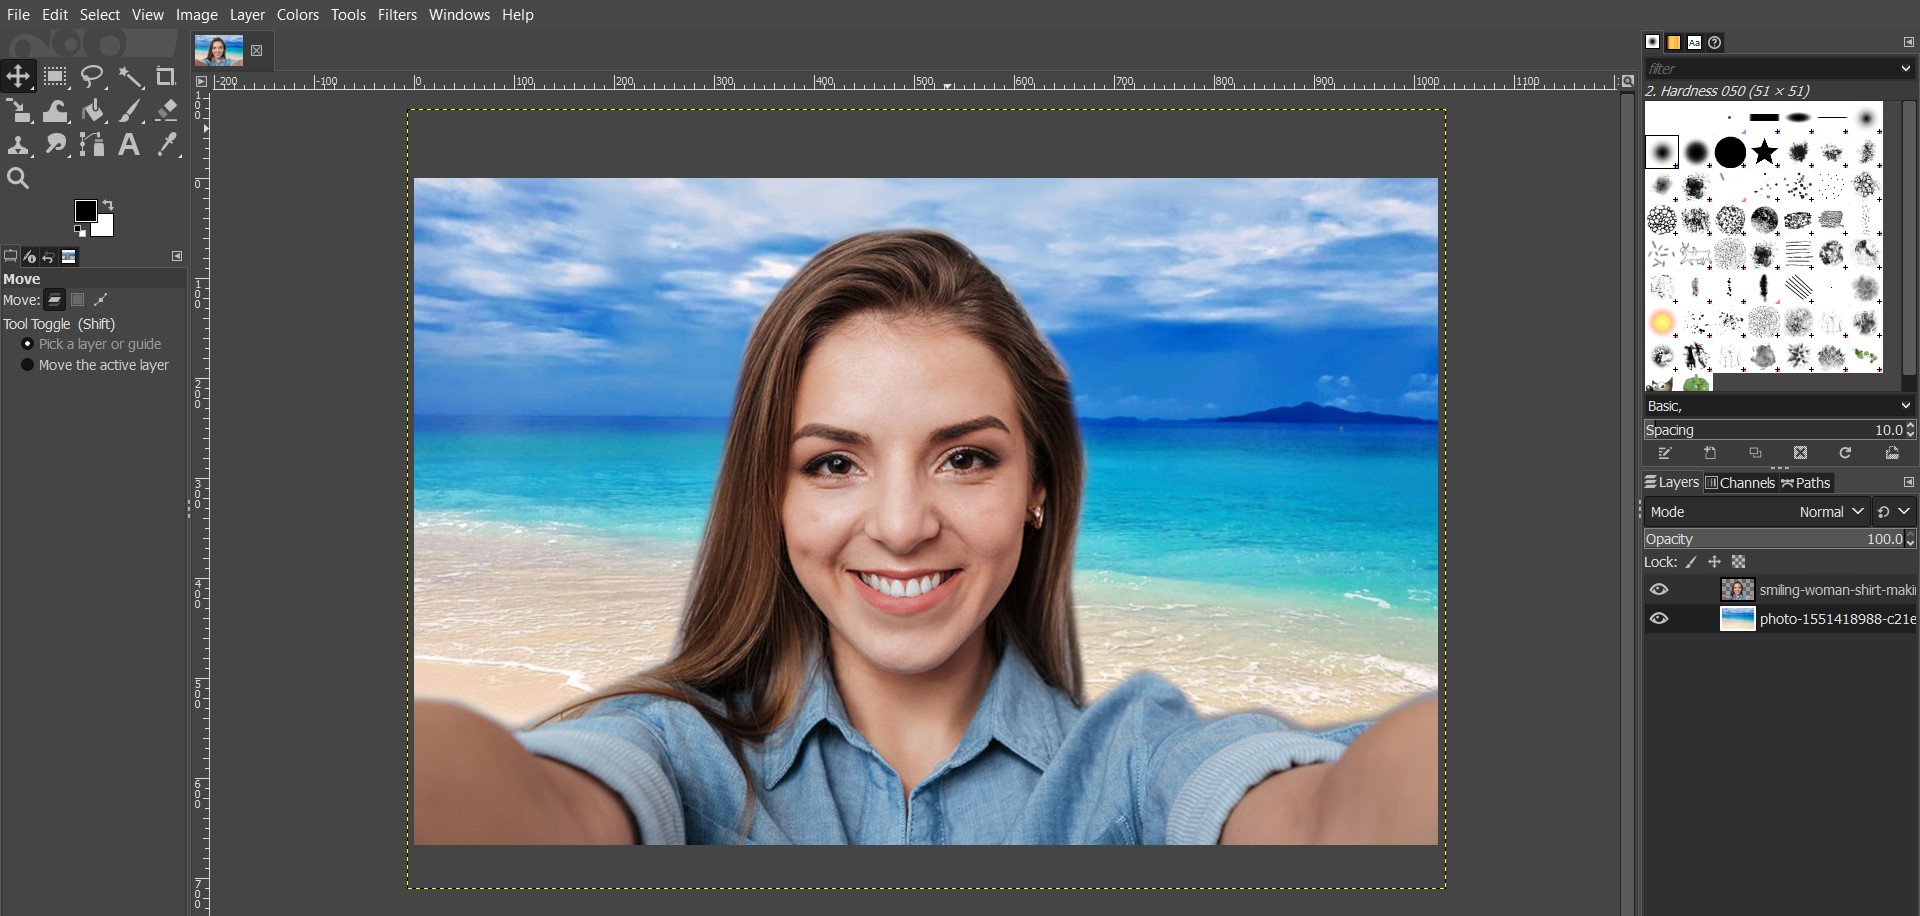 File Edit Select View Image Layer Colors Tools Filters Windows Help
-200 -100 0 100 200 300 400 500 600 700 800 900 1000 1100
100
0
100
200
300
400
500
600
700
Move
Move:
Tool Toggle (Shift)
Pick a layer or guide
Move the active layer
Aa
filter
2. Hardness 050 (51 × 51)
Basic,
Spacing 10.0
Layers Channels Paths
Mode Normal
Opacity 100.0
Lock:
smiling-woman-shirt-maki
photo-1551418988-c21e